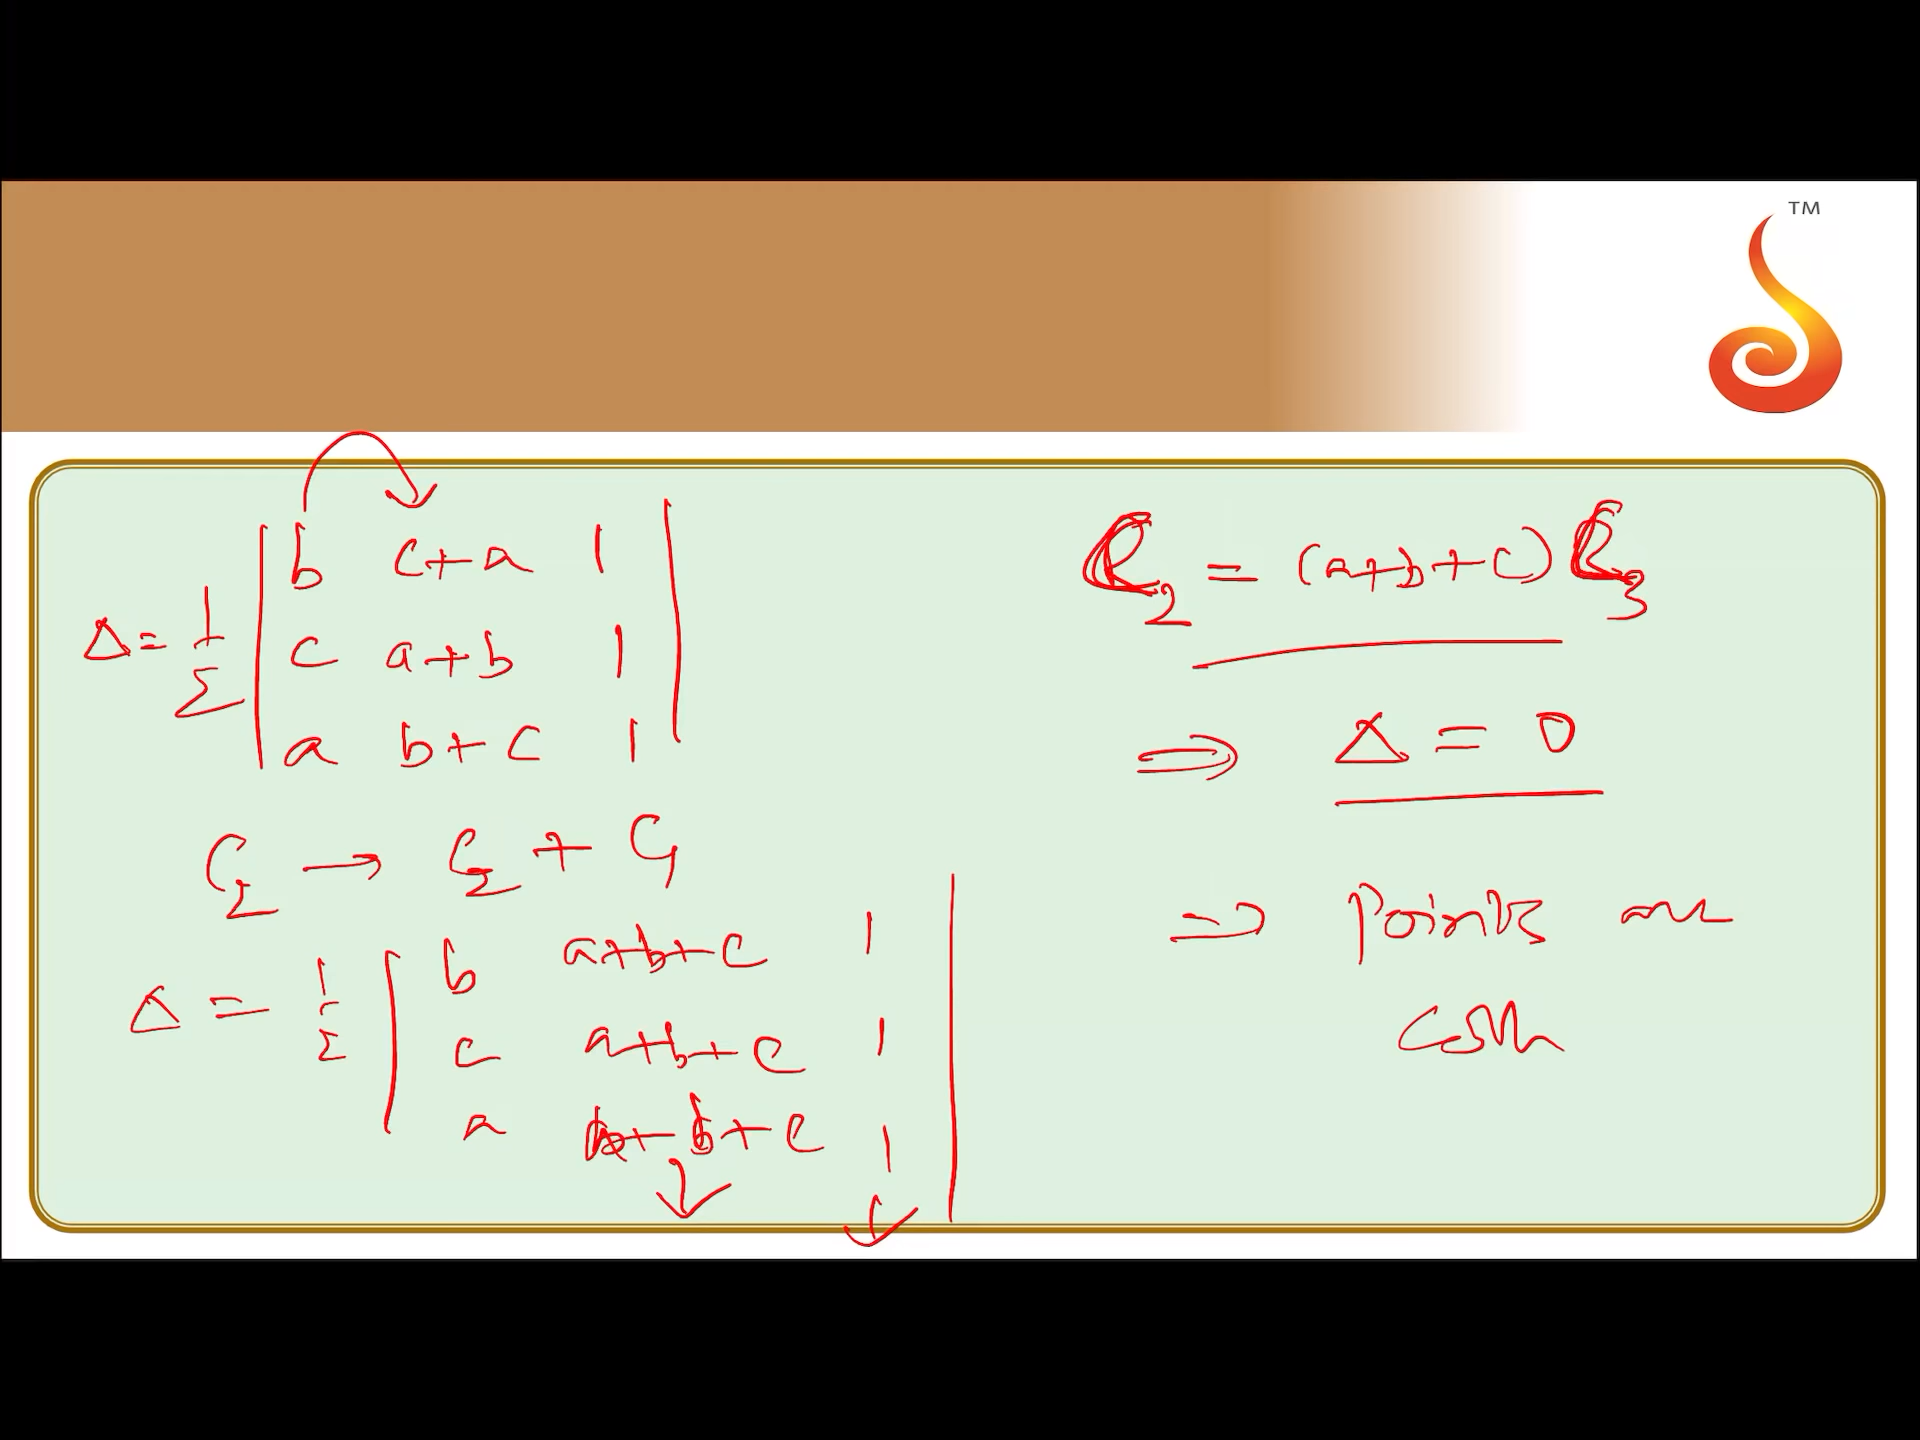 TM
Δ = 1/2 | b c+a 1 |
| c a+b 1 |
| a b+c 1 |
C2 → C2 + C1
Δ = 1/2 | b a+b+c 1 |
| c a+b+c 1 |
| a a+b+c 1 |
C2 = (a+b+c) C3
⇒ Δ = 0
⇒ Points are